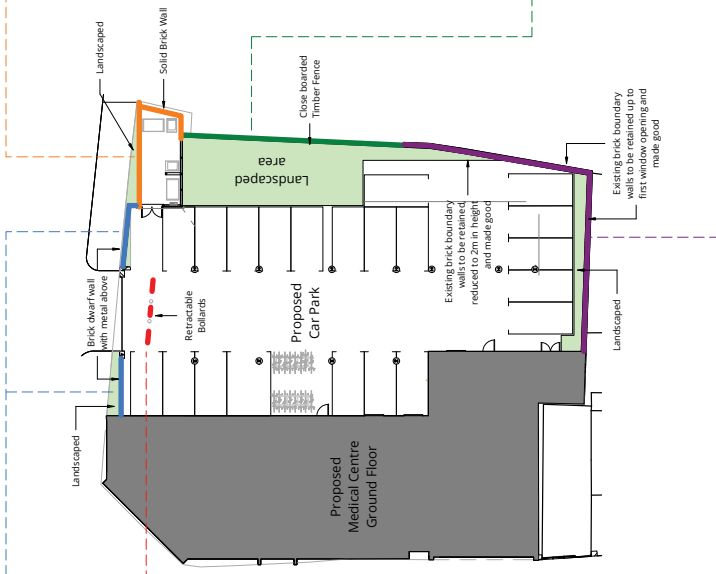 Landscaped
Solid Brick Wall
Close boarded
Timber Fence
Landscaped
area
Existing brick boundary
walls to be retained up to
first window opening and
made good
Existing brick boundary
walls to be retained,
reduced to 2m in height
and made good
Brick dwarf wall
with metal above
Retractable
Bollards
Proposed
Car Park
Landscaped
Landscaped
Proposed
Medical Centre
Ground Floor